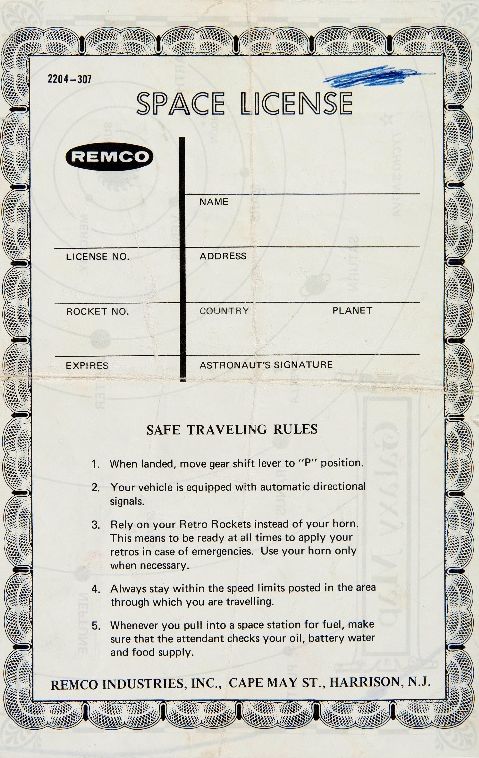 2204-307
SPACE LICENSE
REMCO
NAME
LICENSE NO.
ADDRESS
ROCKET NO.
COUNTRY
PLANET
EXPIRES
ASTRONAUT'S SIGNATURE
SAFE TRAVELING RULES
1. When landed, move gear shift lever to "P" position.
2. Your vehicle is equipped with automatic directional
signals.
3. Rely on your Retro Rockets instead of your horn.
This means to be ready at all times to apply your
retros in case of emergencies. Use your horn only
when necessary.
4. Always stay within the speed limits posted in the area
through which you are travelling.
5. Whenever you pull into a space station for fuel, make
sure that the attendant checks your oil, battery water
and food supply.
REMCO INDUSTRIES, INC., CAPE MAY ST., HARRISON, N.J.
Galaxy Map
SATURN
NEPTUNE